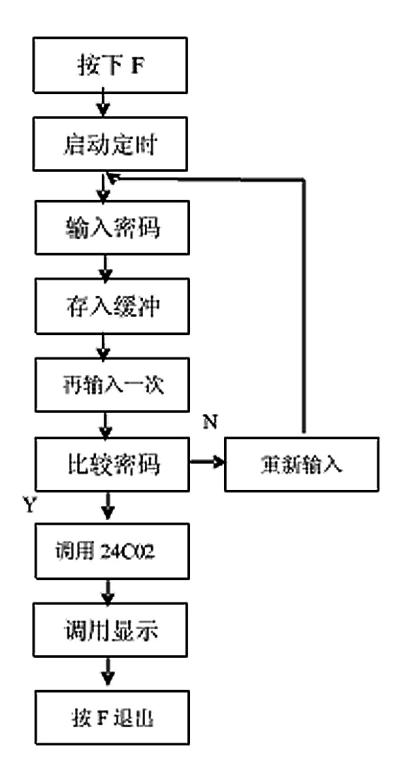 按下 F
启动定时
输入密码
存入缓冲
再输入一次
N
比较密码
重新输入
Y
调用 24C02
调用显示
按 F 退出